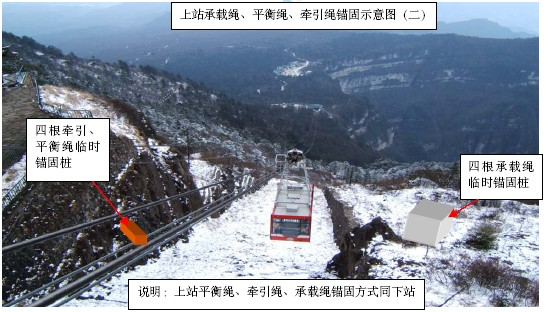 上站承载绳、平衡绳、牵引绳锚固示意图（二）
四根牵引、
平衡绳临时
锚固桩
四根承载绳
临时锚固桩
说明：上站平衡绳、牵引绳、承载绳锚固方式同下站